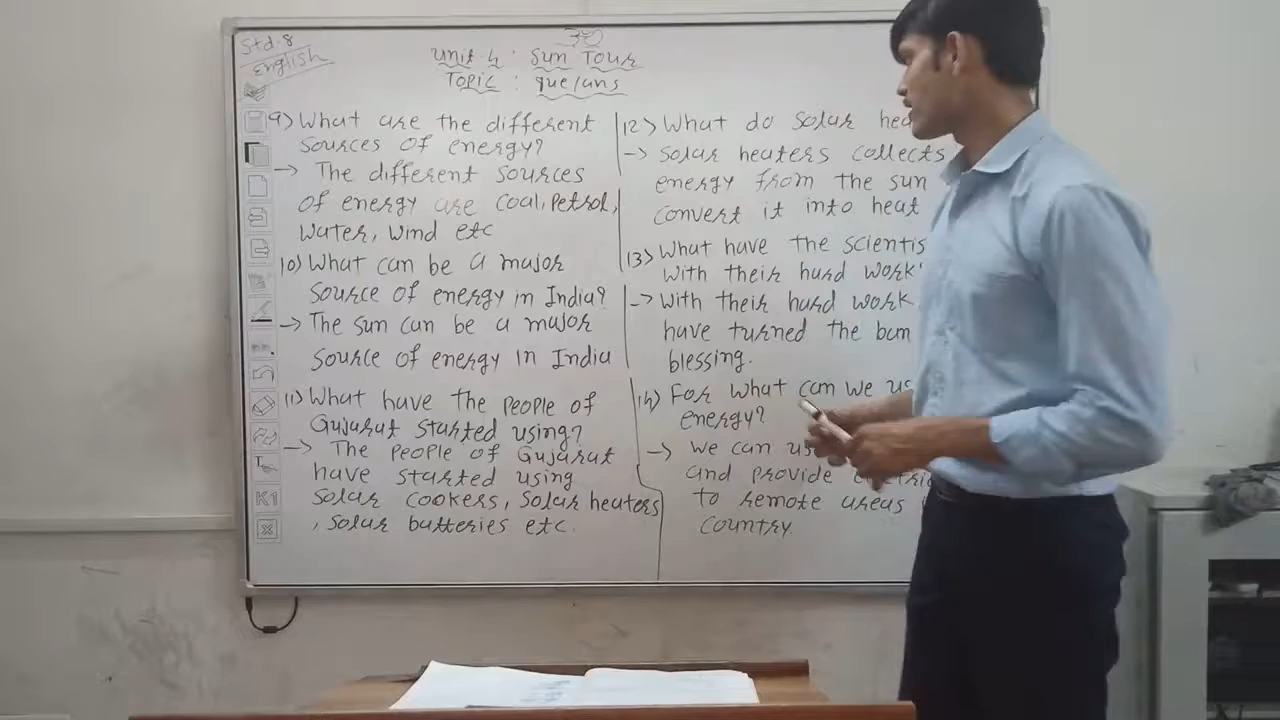 Std.8
English
Unit 4 : Sun Tour
Topic : que/ans
9) What are the different
sources of energy?
→ The different sources
of energy are coal, petrol,
water, wind etc
10) What can be a major
source of energy in India?
→ The sun can be a major
source of energy in India
11) What have the people of
Gujarat started using?
→ The people of Gujarat
have started using
solar cookers, solar heaters
, solar batteries etc.
12) What do solar
→ solar heaters collects
energy from the sun
convert it into heat
13) What have the
with their hard work
→ With their hard work
have turned the
blessing.
14) For what can we
energy?
→ we can
and provide
to remote areas
country.
T
K1